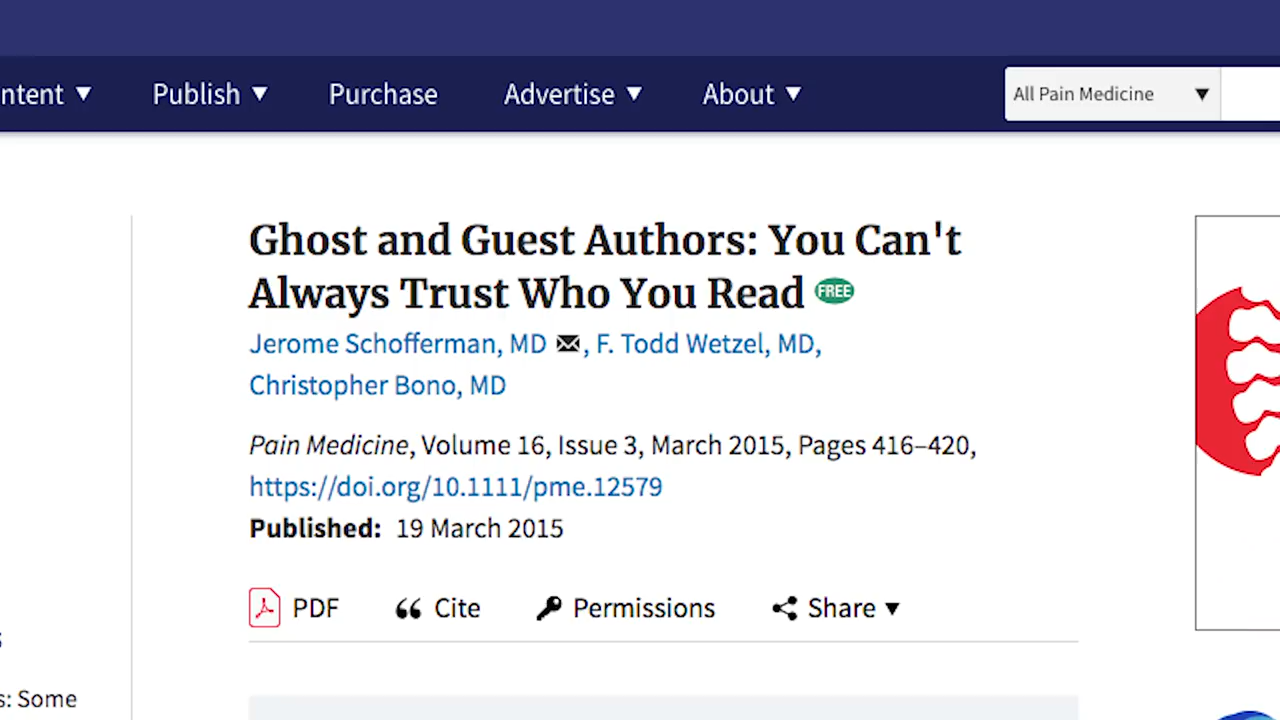 ntent ▼ Publish ▼ Purchase Advertise ▼ About ▼ All Pain Medicine ▼
Ghost and Guest Authors: You Can't
Always Trust Who You Read FREE
Jerome Schofferman, MD ✉, F. Todd Wetzel, MD,
Christopher Bono, MD
Pain Medicine, Volume 16, Issue 3, March 2015, Pages 416–420,
https://doi.org/10.1111/pme.12579
Published: 19 March 2015
PDF Cite Permissions Share ▼
s: Some